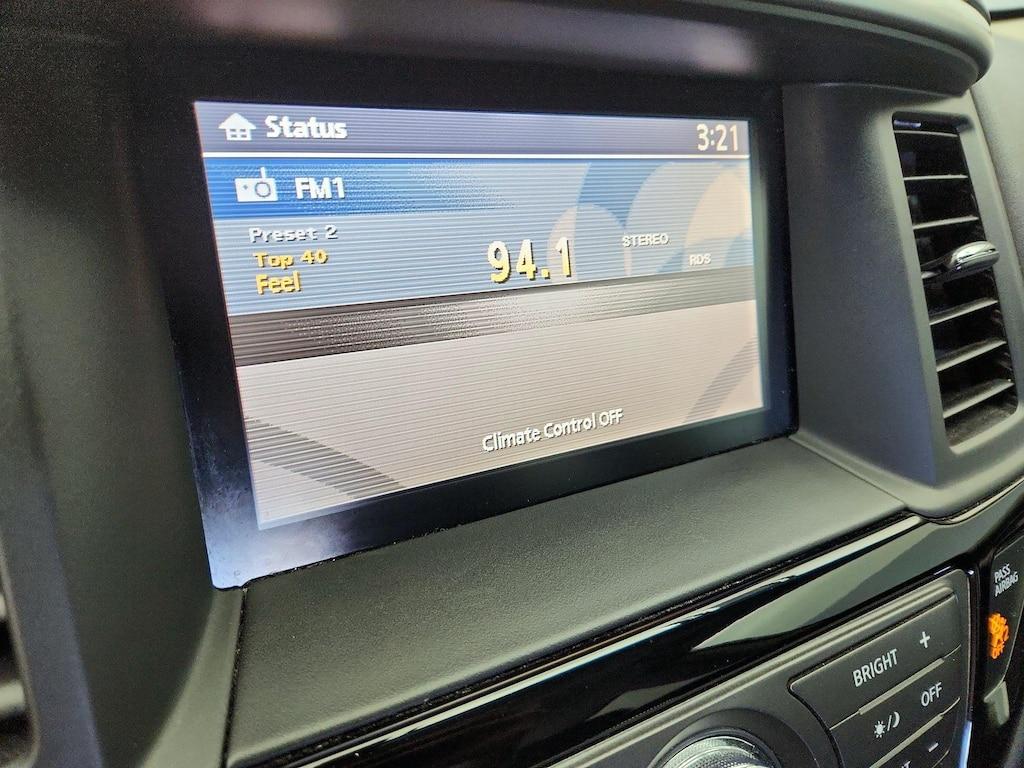 Status
3:21
FM1
Preset 2
Top 40
Feel
94.1
STEREO
RDS
Climate Control OFF
PASS
AIRBAG
OFF
BRIGHT +
OFF
-